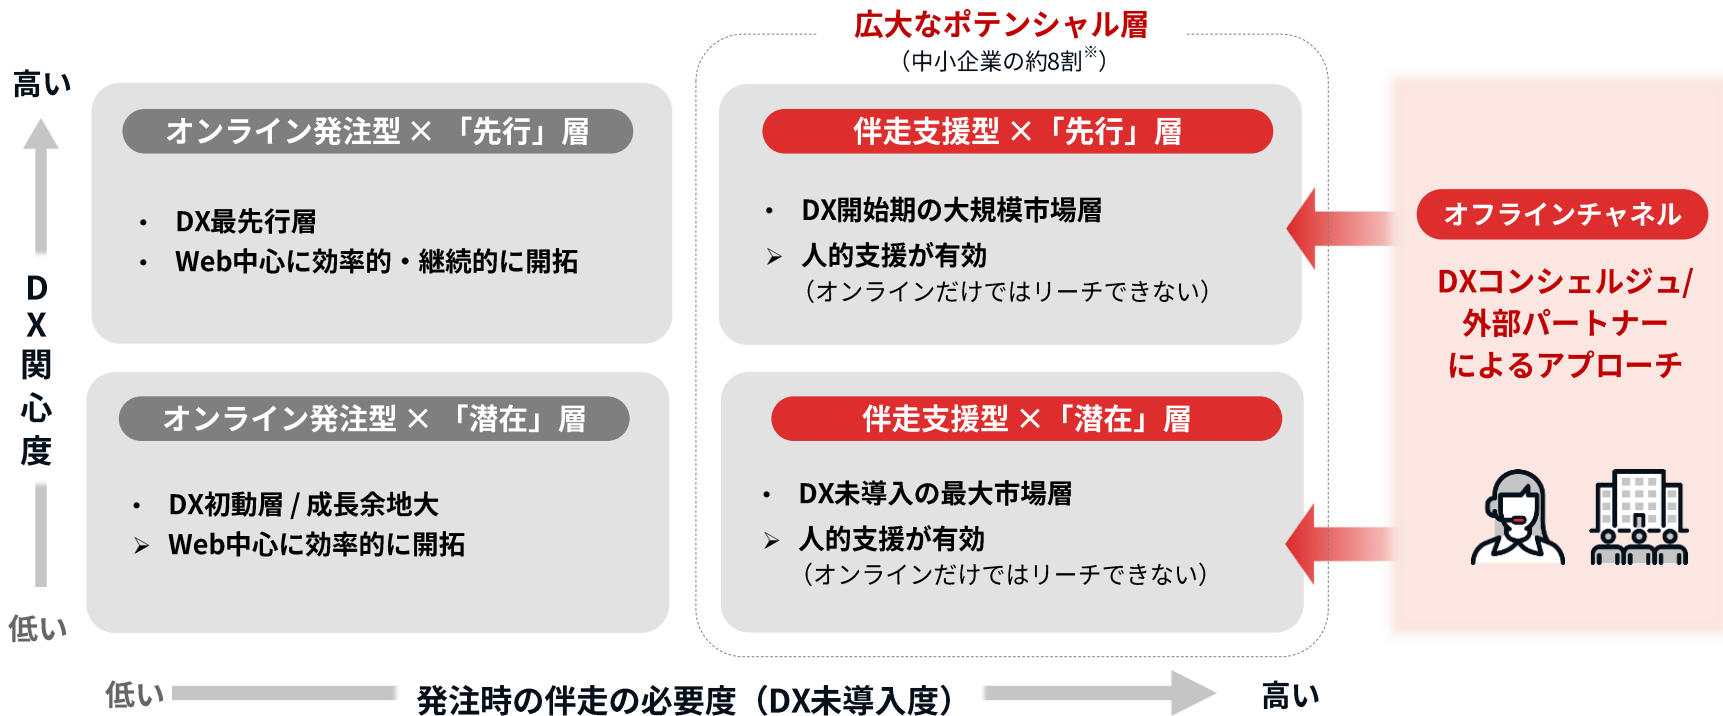 広大なポテンシャル層
（中小企業の約8割※）
高い
DX関心度
低い
オンライン発注型 × 「先行」層
・ DX最先行層
・ Web中心に効率的・継続的に開拓
伴走支援型 ×「先行」層
・ DX開始期の大規模市場層
➢ 人的支援が有効
（オンラインだけではリーチできない）
オンライン発注型 × 「潜在」層
・ DX初動層 / 成長余地大
➢ Web中心に効率的に開拓
伴走支援型 ×「潜在」層
・ DX未導入の最大市場層
➢ 人的支援が有効
（オンラインだけではリーチできない）
オフラインチャネル
DXコンシェルジュ/
外部パートナー
によるアプローチ
低い
発注時の伴走の必要度（DX未導入度）
高い